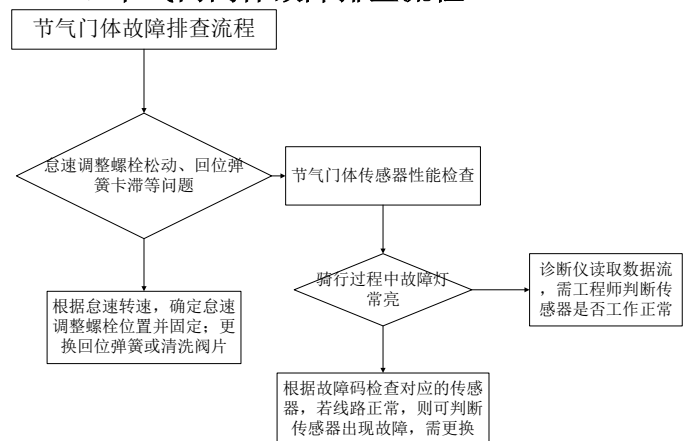 节气门体故障排查流程
怠速调整螺栓松动、回位弹
簧卡滞等问题
节气门体传感器性能检查
骑行过程中故障灯
常亮
诊断仪读取数据流
，需工程师判断传
感器是否工作正常
根据怠速转速，确定怠速
调整螺栓位置并固定；更
换回位弹簧或清洗阀片
根据故障码检查对应的传感
器，若线路正常，则可判断
传感器出现故障，需更换